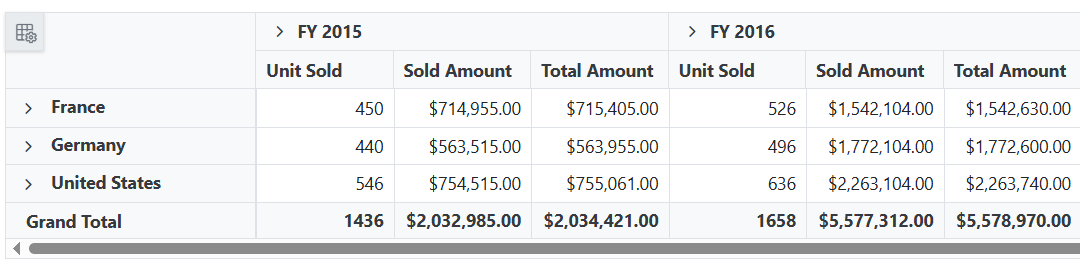 FY 2015 FY 2016
Unit Sold Sold Amount Total Amount Unit Sold Sold Amount Total Amount
France 450 $714,955.00 $715,405.00 526 $1,542,104.00 $1,542,630.00
Germany 440 $563,515.00 $563,955.00 496 $1,772,104.00 $1,772,600.00
United States 546 $754,515.00 $755,061.00 636 $2,263,104.00 $2,263,740.00
Grand Total 1436 $2,032,985.00 $2,034,421.00 1658 $5,577,312.00 $5,578,970.00